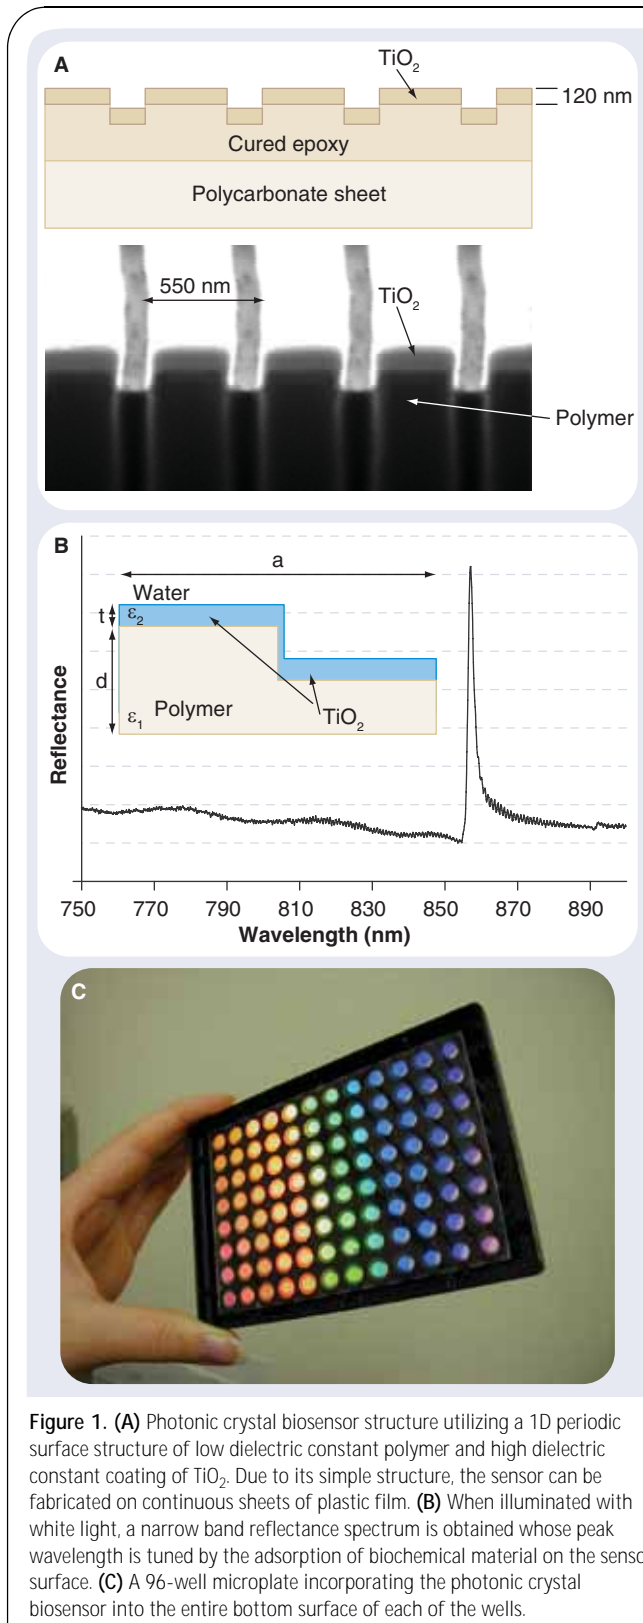 A
TiO2
120 nm
Cured epoxy
Polycarbonate sheet
550 nm
TiO2
Polymer
B
a
Water
t
ε2
d
Polymer
TiO2
ε1
Reflectance
750 770 790 810 830 850 870 890
Wavelength (nm)
C
Figure 1. (A) Photonic crystal biosensor structure utilizing a 1D periodic
surface structure of low dielectric constant polymer and high dielectric
constant coating of TiO2. Due to its simple structure, the sensor can be
fabricated on continuous sheets of plastic film. (B) When illuminated with
white light, a narrow band reflectance spectrum is obtained whose peak
wavelength is tuned by the adsorption of biochemical material on the senso
surface. (C) A 96-well microplate incorporating the photonic crystal
biosensor into the entire bottom surface of each of the wells.